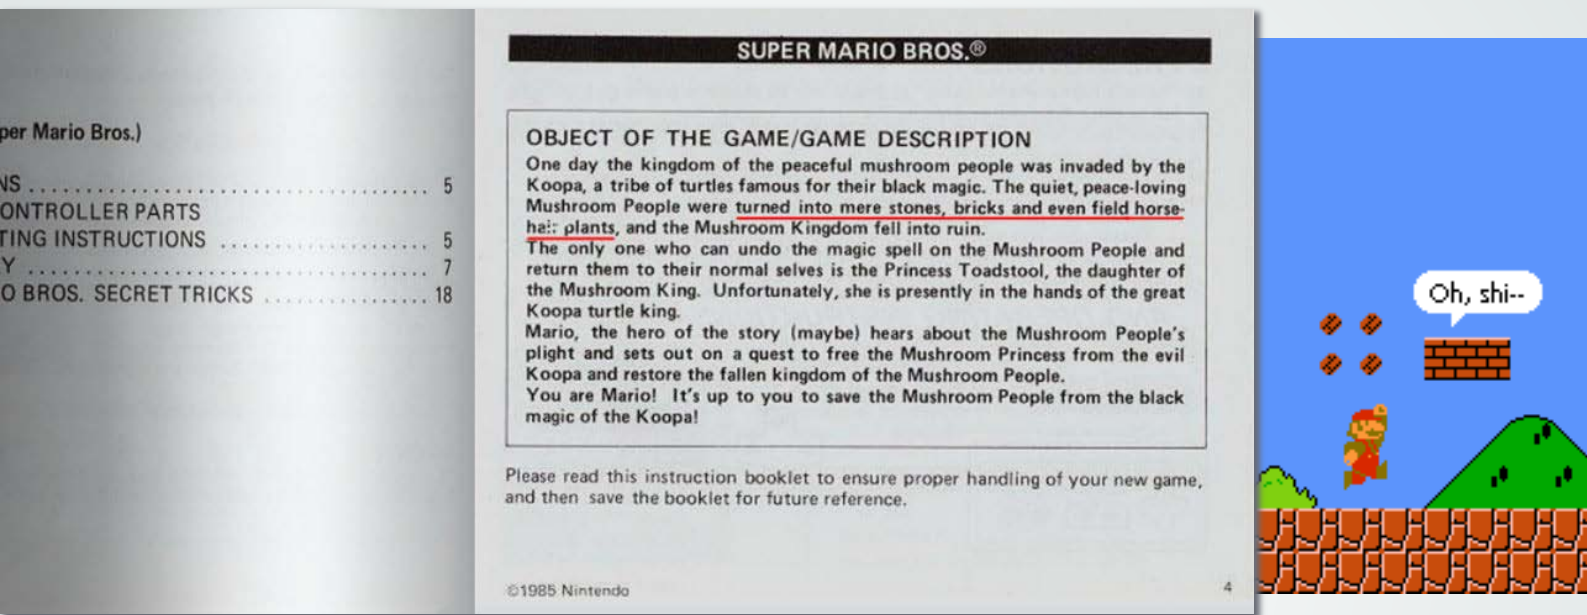 per Mario Bros.)
NS ........................................ 5
ONTROLLER PARTS
TING INSTRUCTIONS ..................... 5
Y ........................................ 7
O BROS. SECRET TRICKS ................ 18
SUPER MARIO BROS.®
OBJECT OF THE GAME/GAME DESCRIPTION
One day the kingdom of the peaceful mushroom people was invaded by the
Koopa, a tribe of turtles famous for their black magic. The quiet, peace-loving
Mushroom People were turned into mere stones, bricks and even field horse-
hair plants, and the Mushroom Kingdom fell into ruin.
The only one who can undo the magic spell on the Mushroom People and
return them to their normal selves is the Princess Toadstool, the daughter of
the Mushroom King. Unfortunately, she is presently in the hands of the great
Koopa turtle king.
Mario, the hero of the story (maybe) hears about the Mushroom People's
plight and sets out on a quest to free the Mushroom Princess from the evil
Koopa and restore the fallen kingdom of the Mushroom People.
You are Mario! It's up to you to save the Mushroom People from the black
magic of the Koopa!
Please read this instruction booklet to ensure proper handling of your new game,
and then save the booklet for future reference.
©1985 Nintendo
4
Oh, shi--